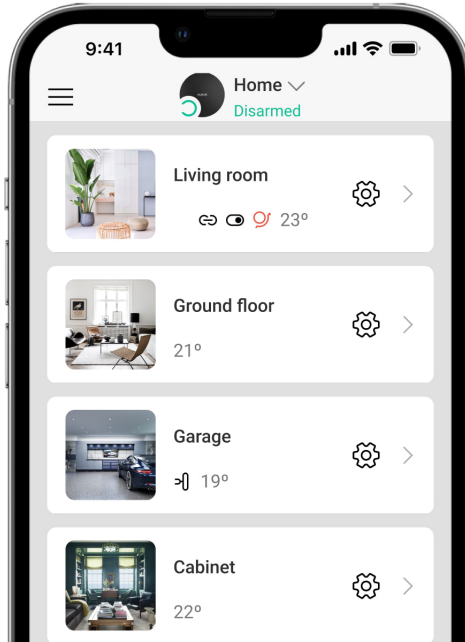 9:41
Home
Disarmed
Living room
23°
Ground floor
21°
Garage
19°
Cabinet
22°